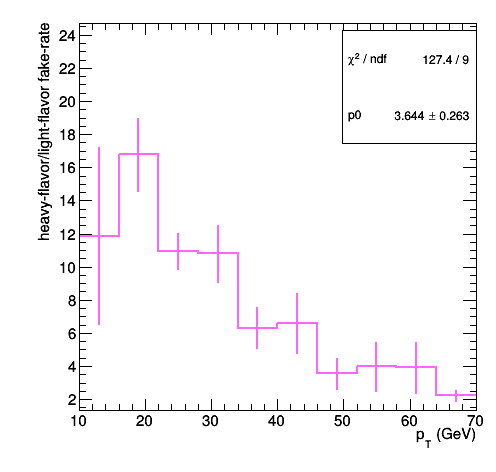 heavy-flavor/light-flavor fake-rate
24
22
20
18
16
14
12
10
8
6
4
2
χ² / ndf 127.4 / 9
p0 3.644 ± 0.263
10 20 30 40 50 60 70
p_T (GeV)